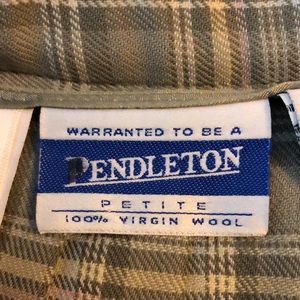 WARRANTED TO BE A
PENDLETON
PETITE
100% VIRGIN WOOL